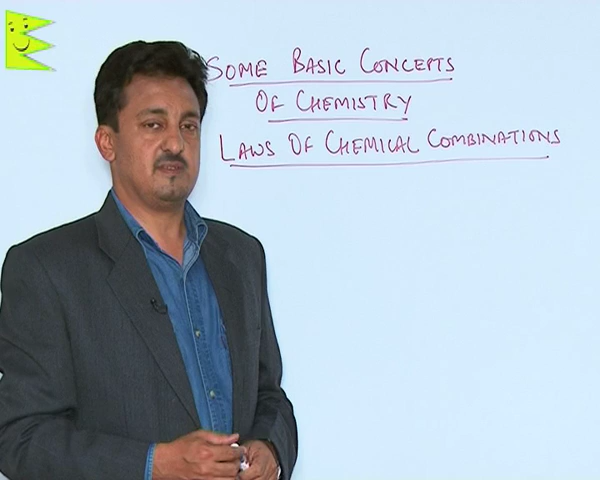 SOME BASIC CONCEPTS
OF CHEMISTRY
LAWS OF CHEMICAL COMBINATIONS